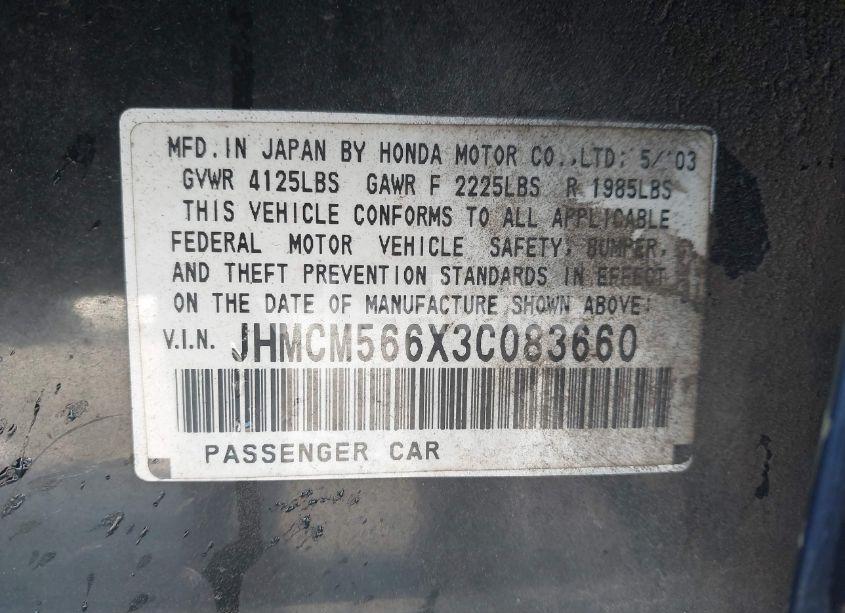 MFD. IN JAPAN BY HONDA MOTOR CO.,LTD: 5/'03
GVWR 4125LBS GAWR F 2225LBS R 1985LBS
THIS VEHICLE CONFORMS TO ALL APPLICABLE
FEDERAL MOTOR VEHICLE SAFETY, BUMPER,
AND THEFT PREVENTION STANDARDS IN EFFECT
ON THE DATE OF MANUFACTURE SHOWN ABOVE:
V.I.N. JHMCM566X3C083660
PASSENGER CAR